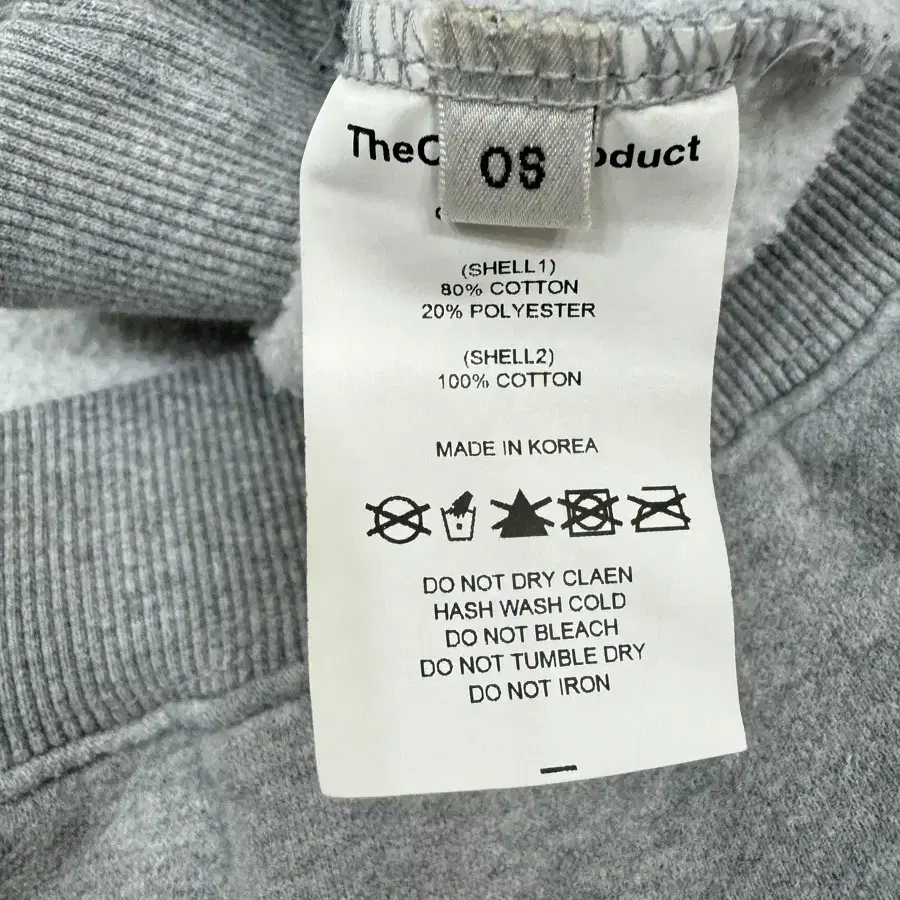 TheC oduct
OS
(SHELL1)
80% COTTON
20% POLYESTER
(SHELL2)
100% COTTON
MADE IN KOREA
DO NOT DRY CLAEN
HASH WASH COLD
DO NOT BLEACH
DO NOT TUMBLE DRY
DO NOT IRON